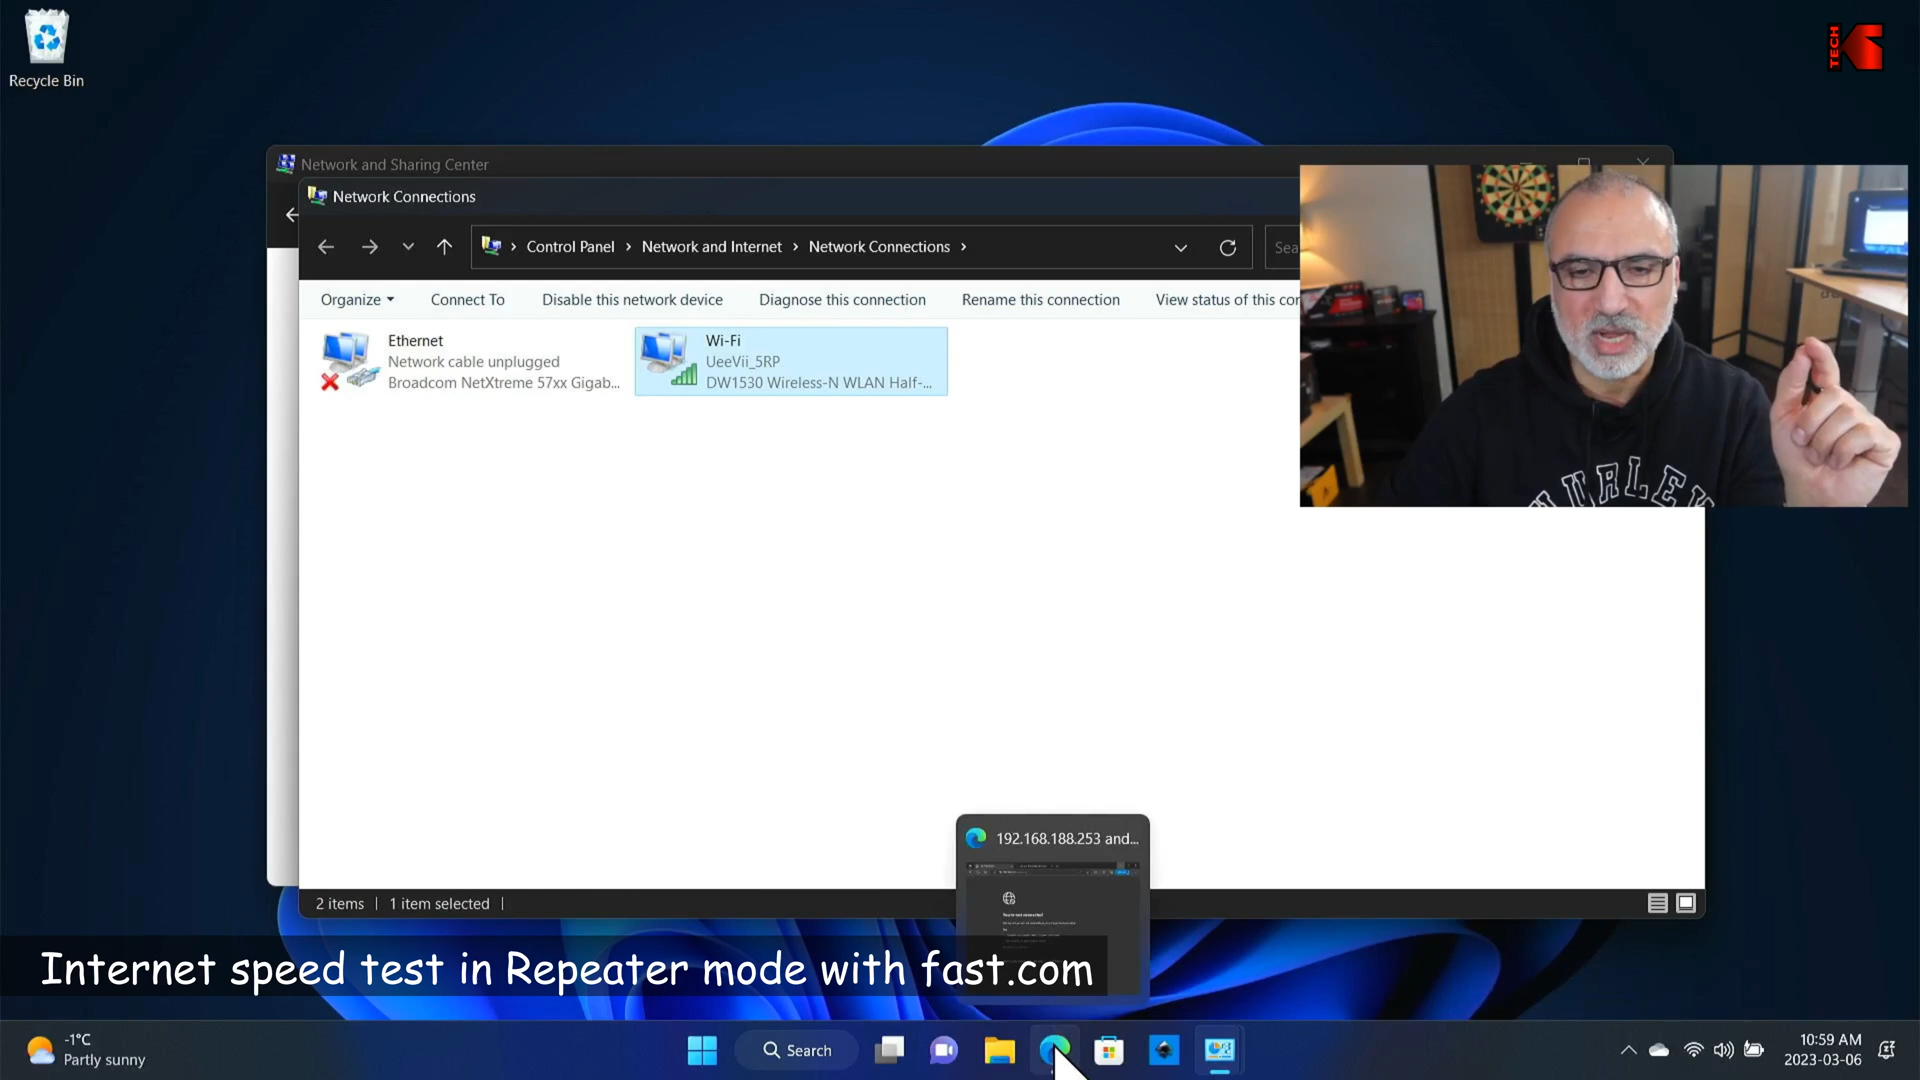 Recycle Bin
TECH
K
Network and Sharing Center
Network Connections
Control Panel
Network and Internet
Network Connections
Sea
Organize
Connect To
Disable this network device
Diagnose this connection
Rename this connection
View status of this con
Ethernet
Network cable unplugged
Broadcom NetXtreme 57xx Gigab...
Wi-Fi
UeeVii_5RP
DW1530 Wireless-N WLAN Half-...
192.168.188.253 and...
2 items
1 item selected
Internet speed test in Repeater mode with fast.com
-1°C
Partly sunny
Search
10:59 AM
2023-03-06